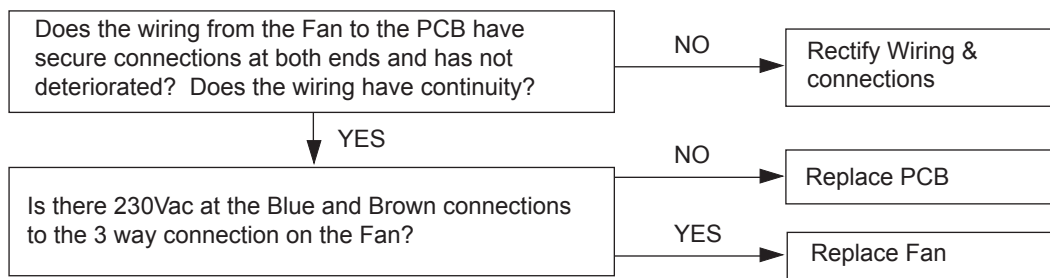 Does the wiring from the Fan to the PCB have
secure connections at both ends and has not
deteriorated?  Does the wiring have continuity?
NO
Rectify Wiring &
connections
YES
Is there 230Vac at the Blue and Brown connections
to the 3 way connection on the Fan?
NO
Replace PCB
YES
Replace Fan